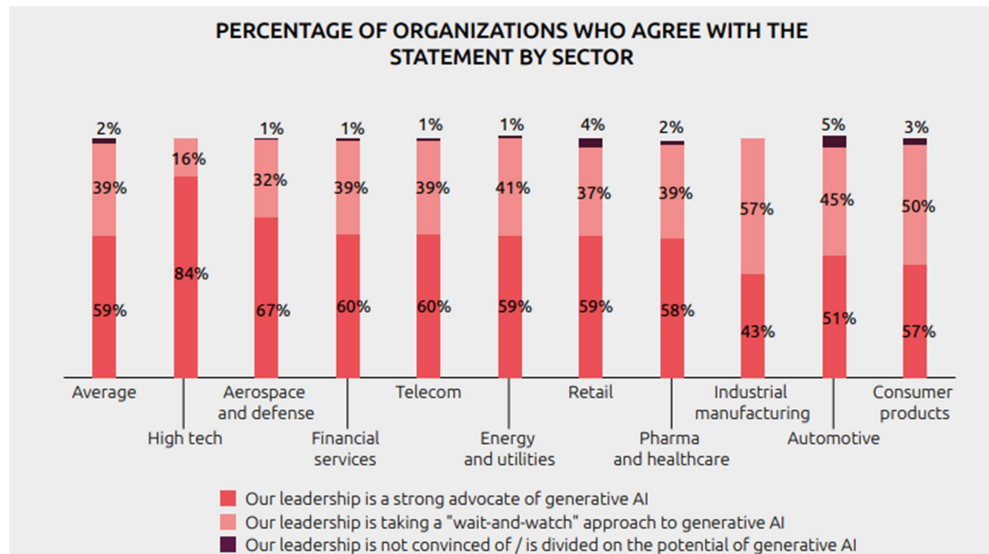 PERCENTAGE OF ORGANIZATIONS WHO AGREE WITH THE
STATEMENT BY SECTOR
2% 1% 1% 1% 1% 4% 2% 5% 3%
39% 16% 32% 39% 39% 41% 37% 39% 57% 45% 50%
59% 84% 67% 60% 60% 59% 59% 58% 43% 51% 57%
Average
High tech
Aerospace
and defense
Financial
services
Telecom
Energy
and utilities
Retail
Pharma
and healthcare
Industrial
manufacturing
Automotive
Consumer
products
Our leadership is a strong advocate of generative AI
Our leadership is taking a "wait-and-watch" approach to generative AI
Our leadership is not convinced of / is divided on the potential of generative AI